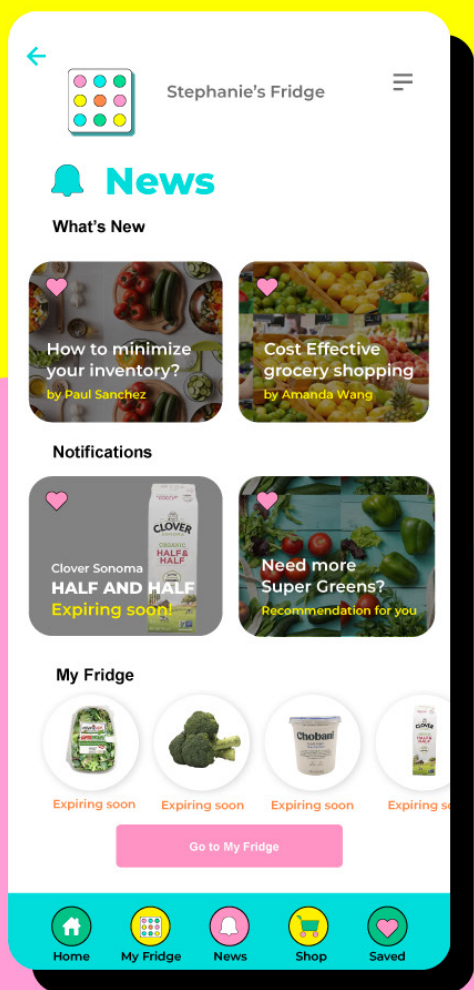 Stephanie's Fridge
News
What's New
How to minimize
your inventory?
by Paul Sanchez
Cost Effective
grocery shopping
by Amanda Wang
Notifications
CLOVER
SONOMA
ORGANIC
HALF&
HALF
Clover Sonoma
HALF AND HALF
Expiring soon!
Need more
Super Greens?
Recommendation for you
My Fridge
Chobani
CLOVER
Expiring soon
Expiring soon
Expiring soon
Expiring s
Go to My Fridge
Home
My Fridge
News
Shop
Saved